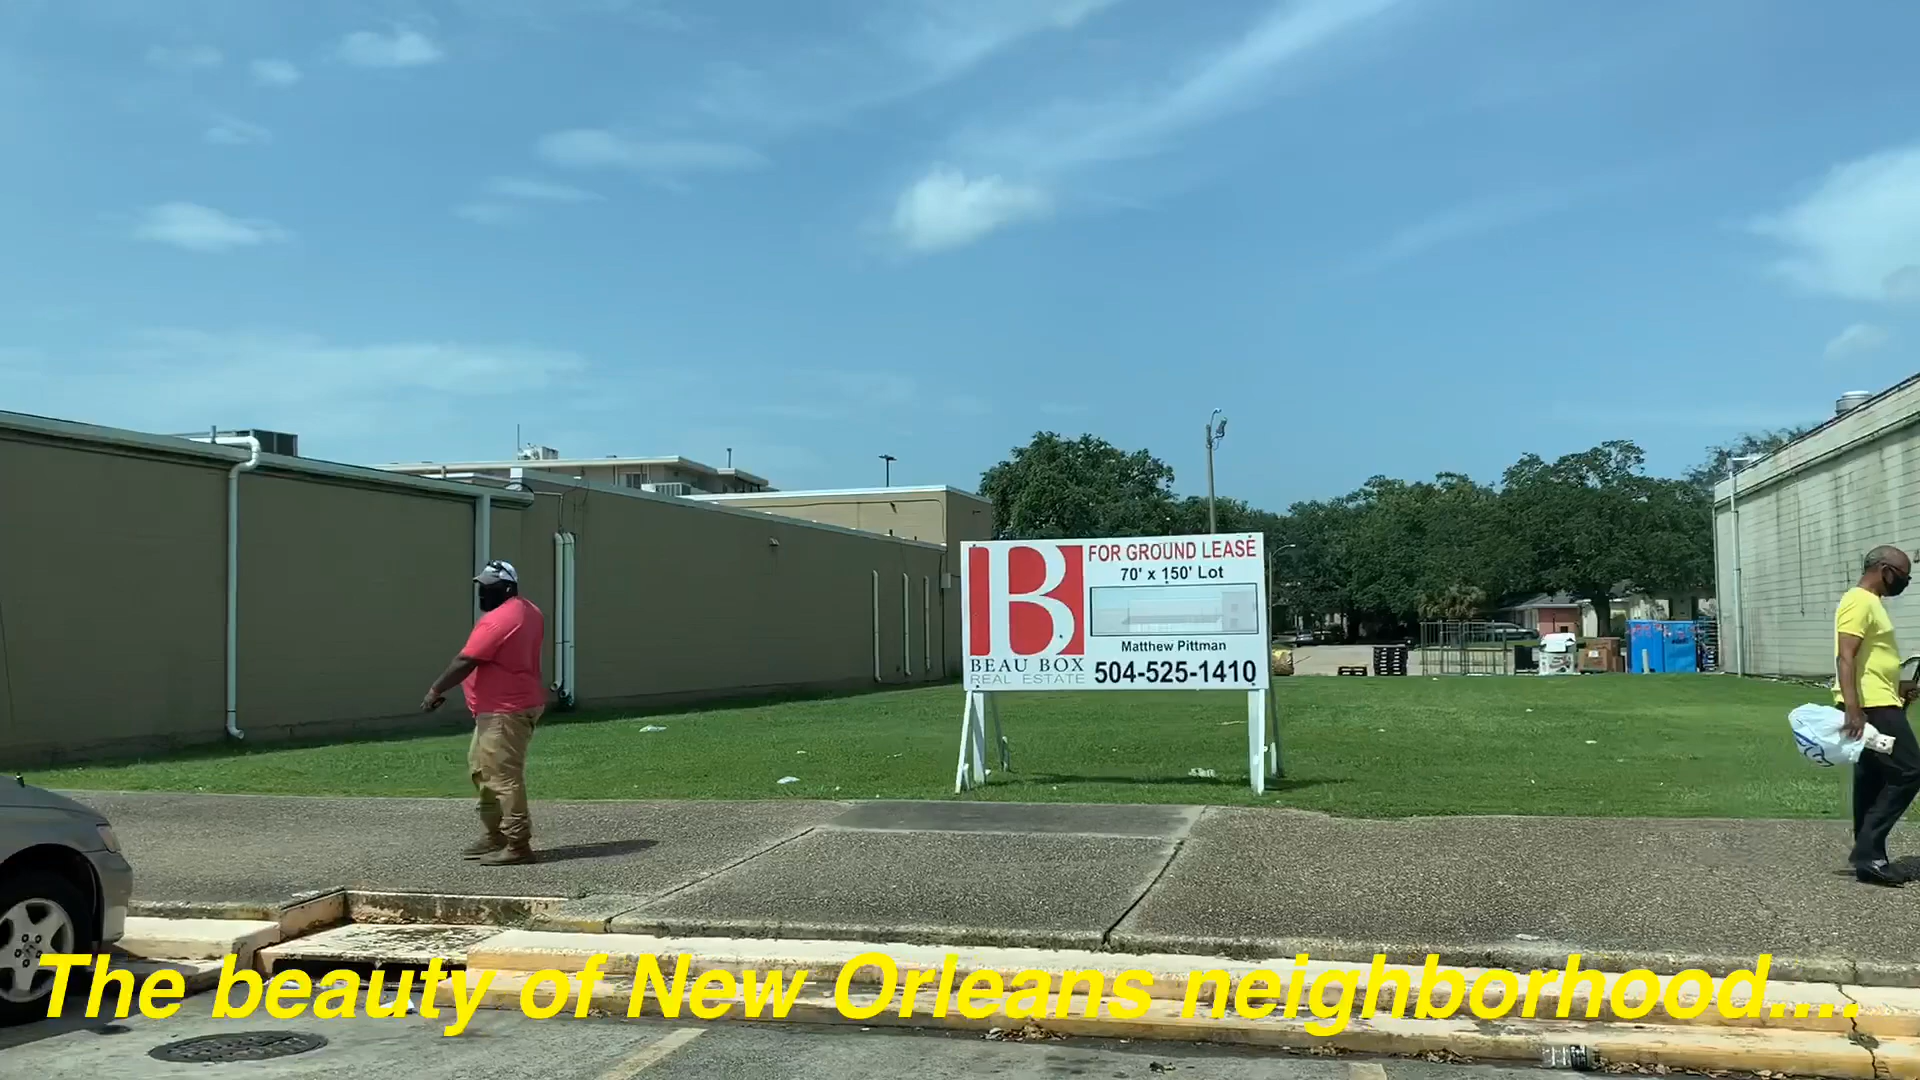 B
BEAU BOX
REAL ESTATE
FOR GROUND LEASE
70' x 150' Lot
Matthew Pittman
504-525-1410
The beauty of New Orleans neighborhood....